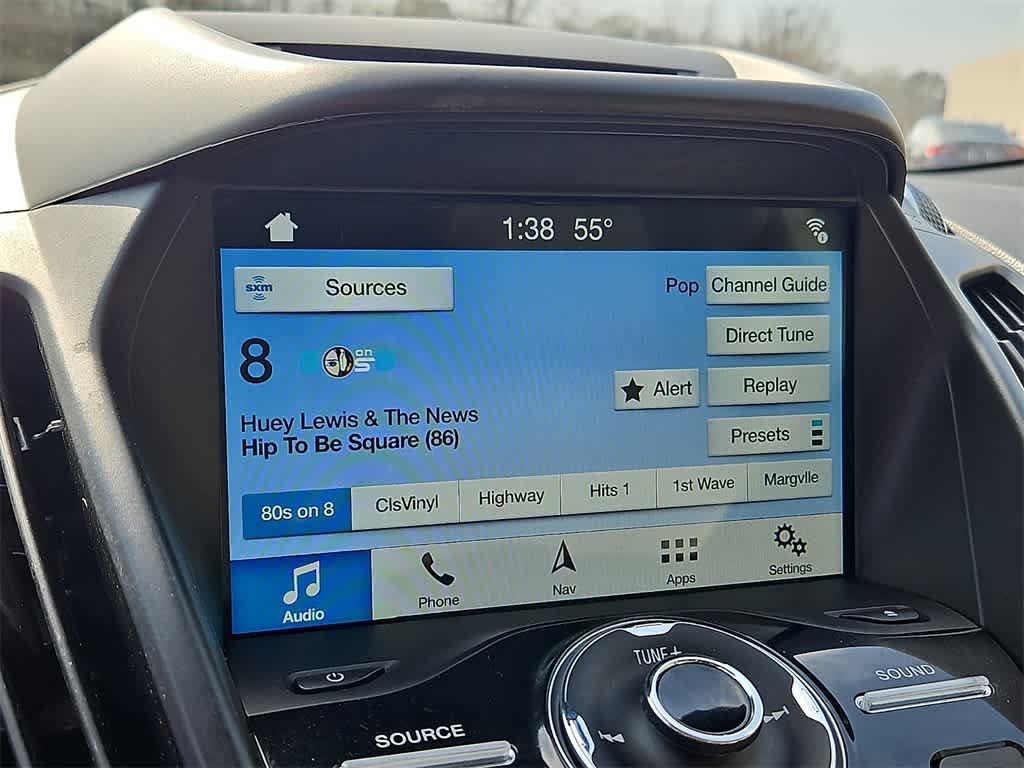 1:38 55°
sxm Sources
Pop Channel Guide
Direct Tune
8 on 8
Alert Replay
Huey Lewis & The News
Hip To Be Square (86)
Presets
80s on 8 ClsVinyl Highway Hits 1 1st Wave Margvlle
Audio Phone Nav Apps Settings
TUNE+
SOUND
SOURCE